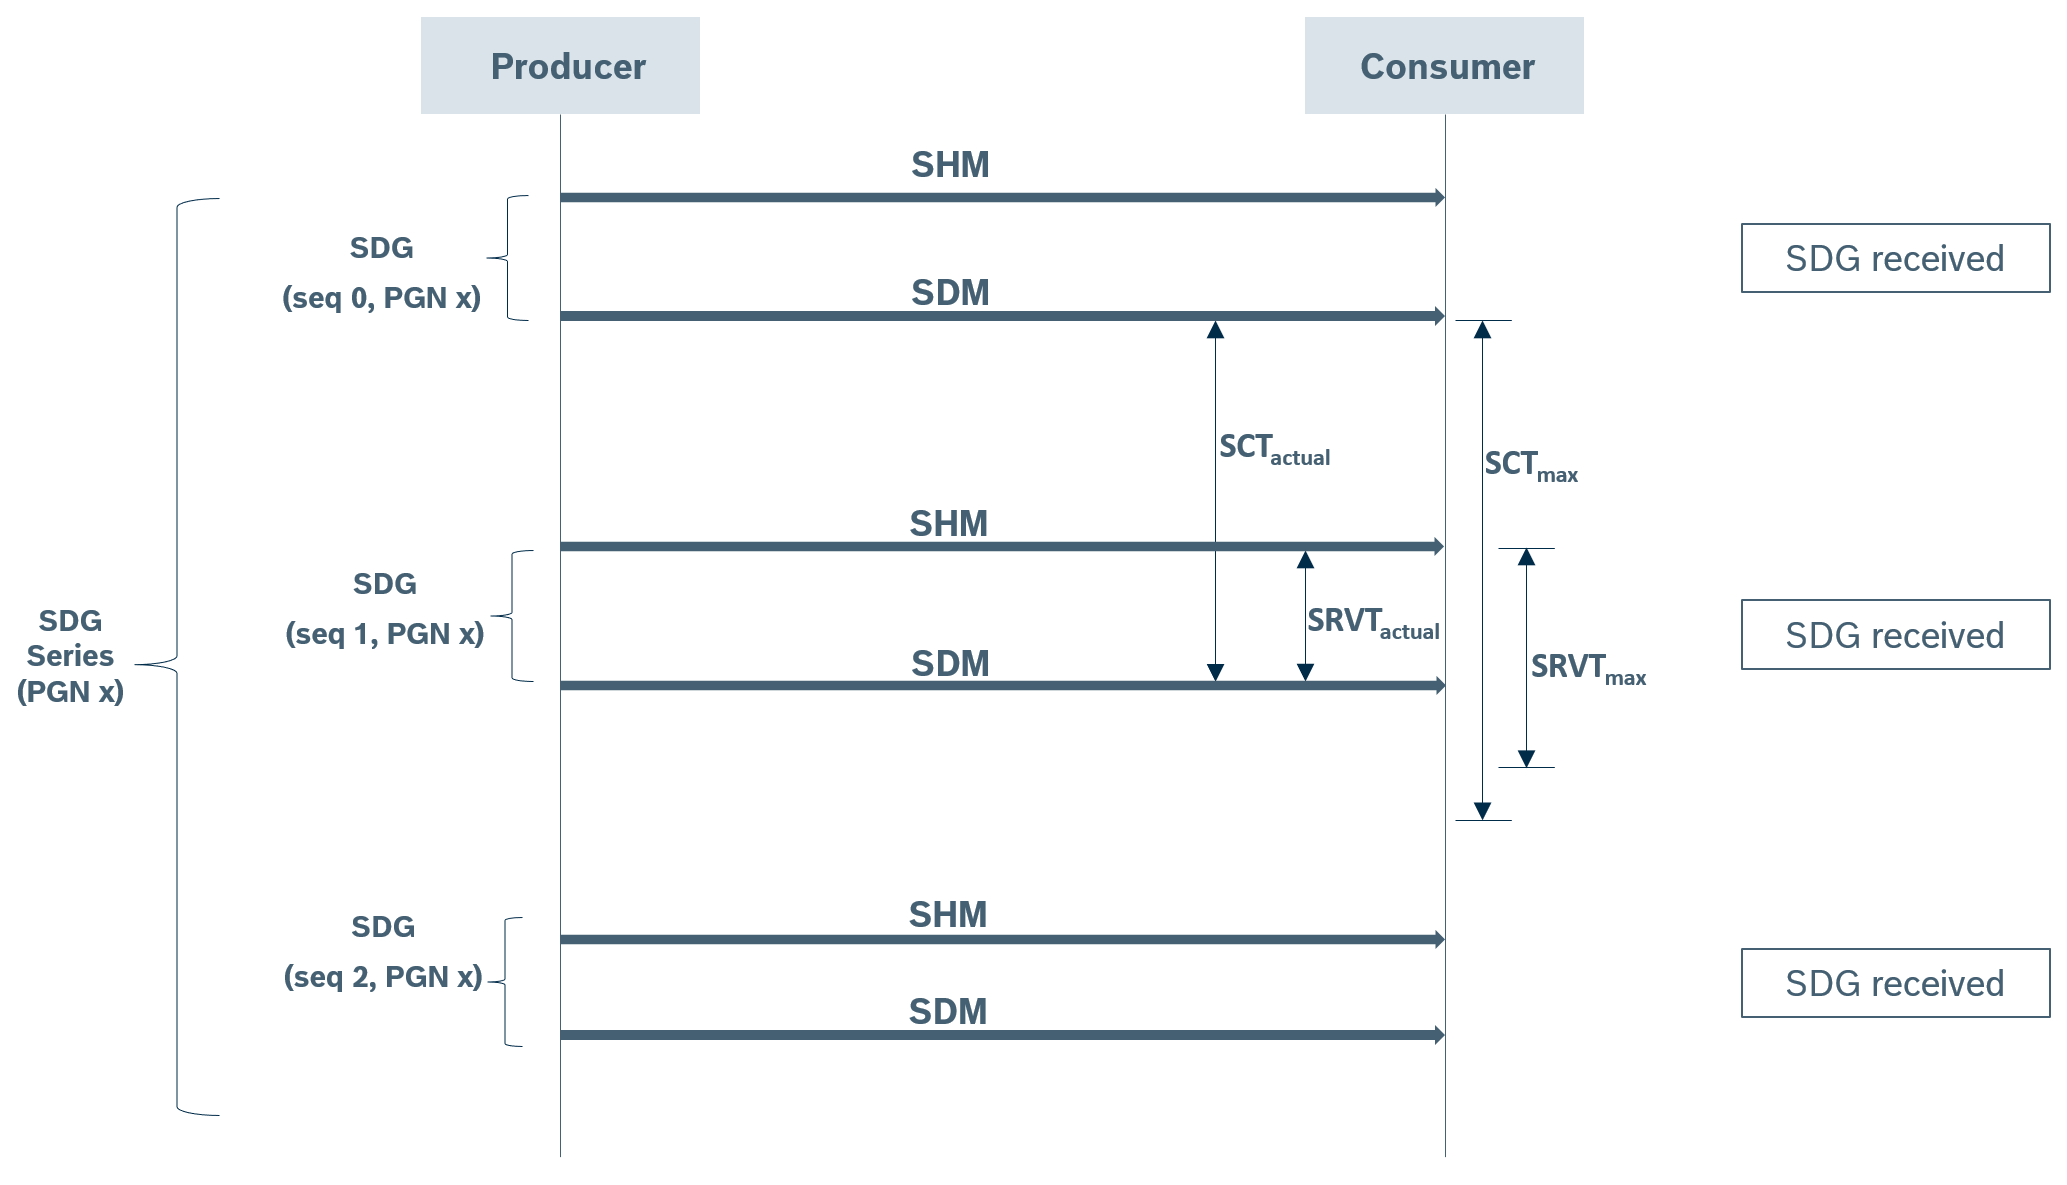 Producer
Consumer
SHM
SDG
(seq 0, PGN x)
SDG received
SDM
SCTactual
SCTmax
SHM
SDG
(seq 1, PGN x)
SRVTactual
SDG received
SDG
Series
(PGN x)
SDM
SRVTmax
SHM
SDG
(seq 2, PGN x)
SDG received
SDM